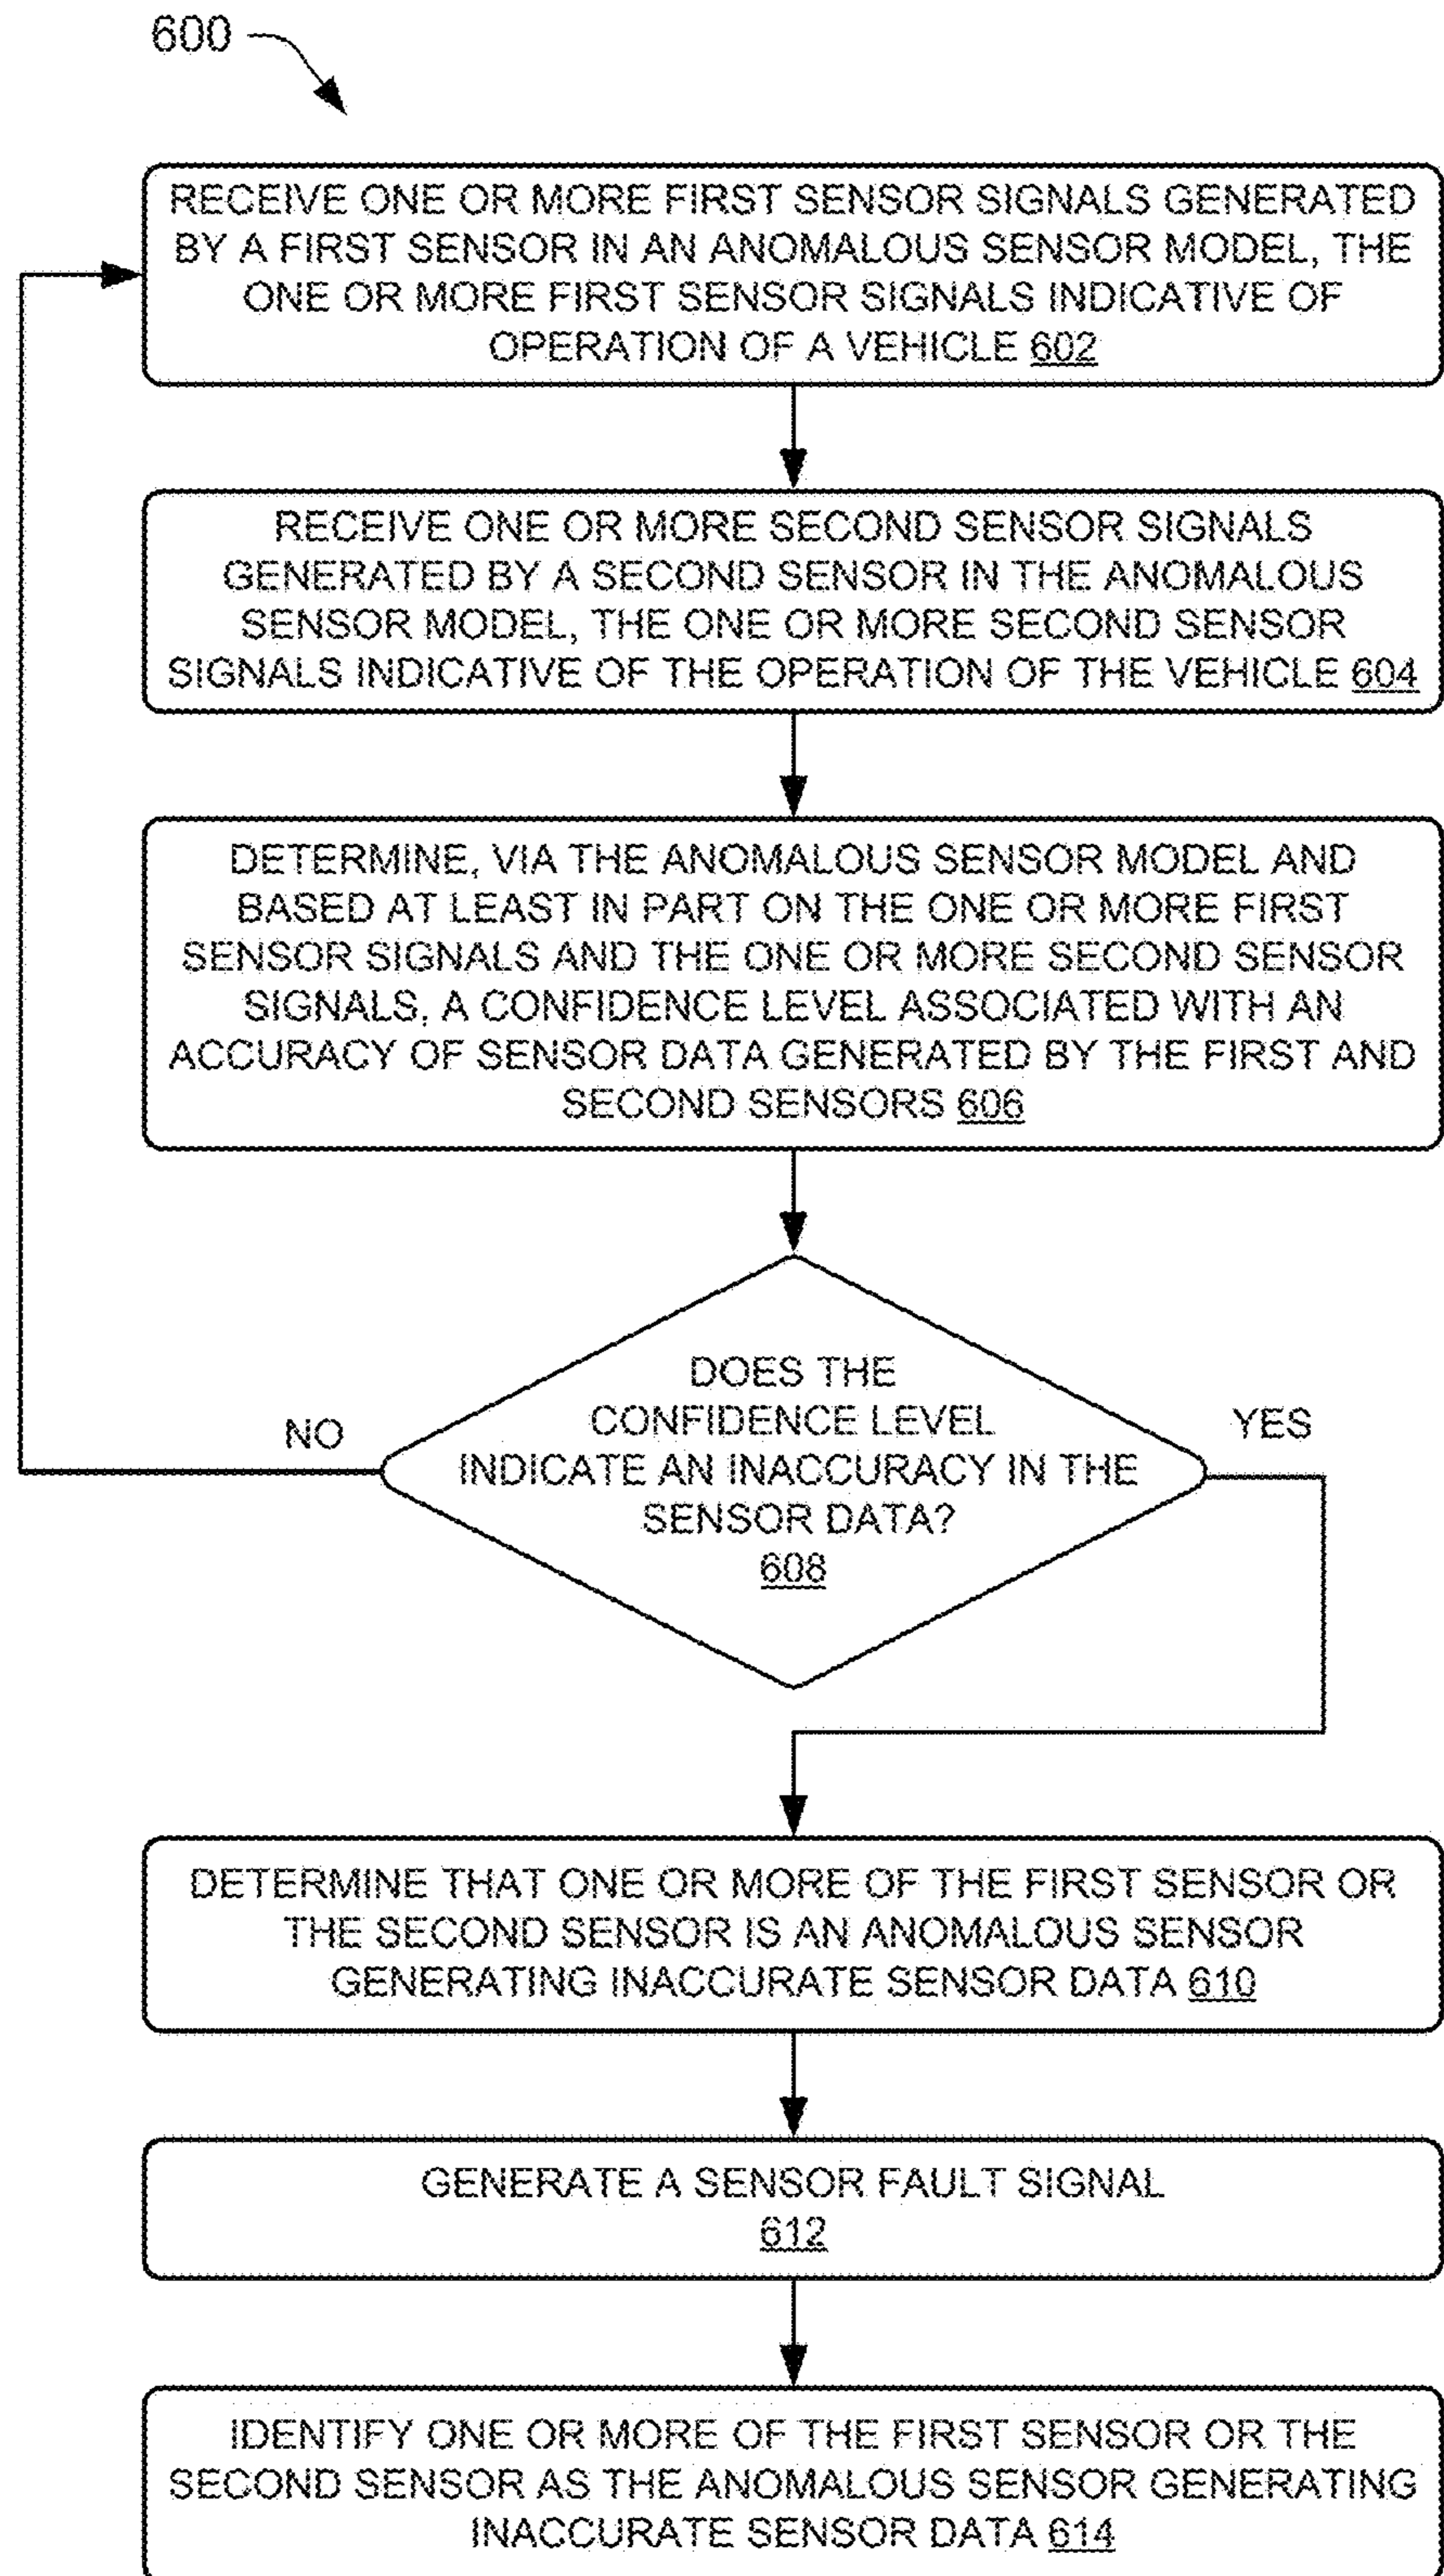 600
RECEIVE ONE OR MORE FIRST SENSOR SIGNALS GENERATED
BY A FIRST SENSOR IN AN ANOMALOUS SENSOR MODEL, THE
ONE OR MORE FIRST SENSOR SIGNALS INDICATIVE OF
OPERATION OF A VEHICLE 602
RECEIVE ONE OR MORE SECOND SENSOR SIGNALS
GENERATED BY A SECOND SENSOR IN THE ANOMALOUS
SENSOR MODEL, THE ONE OR MORE SECOND SENSOR
SIGNALS INDICATIVE OF THE OPERATION OF THE VEHICLE 604
DETERMINE, VIA THE ANOMALOUS SENSOR MODEL AND
BASED AT LEAST IN PART ON THE ONE OR MORE FIRST
SENSOR SIGNALS AND THE ONE OR MORE SECOND SENSOR
SIGNALS, A CONFIDENCE LEVEL ASSOCIATED WITH AN
ACCURACY OF SENSOR DATA GENERATED BY THE FIRST AND
SECOND SENSORS 606
DOES THE
CONFIDENCE LEVEL
INDICATE AN INACCURACY IN THE
SENSOR DATA?
608
NO
YES
DETERMINE THAT ONE OR MORE OF THE FIRST SENSOR OR
THE SECOND SENSOR IS AN ANOMALOUS SENSOR
GENERATING INACCURATE SENSOR DATA 610
GENERATE A SENSOR FAULT SIGNAL
612
IDENTIFY ONE OR MORE OF THE FIRST SENSOR OR THE
SECOND SENSOR AS THE ANOMALOUS SENSOR GENERATING
INACCURATE SENSOR DATA 614